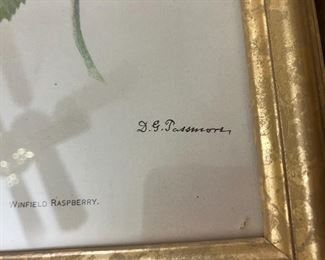 D.G. Passmore,
WINFIELD RASPBERRY.